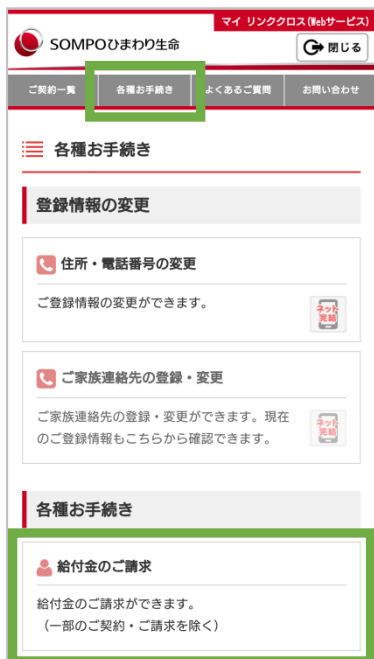 マイ リンククロス(Webサービス)
SOMPOひまわり生命
閉じる
ご契約一覧
各種お手続き
よくあるご質問
お問い合わせ
各種お手続き
登録情報の変更
住所・電話番号の変更
ご登録情報の変更ができます。
ネット
完結
ご家族連絡先の登録・変更
ご家族連絡先の登録・変更ができます。現在
のご登録情報もこちらから確認できます。
ネット
完結
各種お手続き
給付金のご請求
給付金のご請求ができます。
（一部のご契約・ご請求を除く）